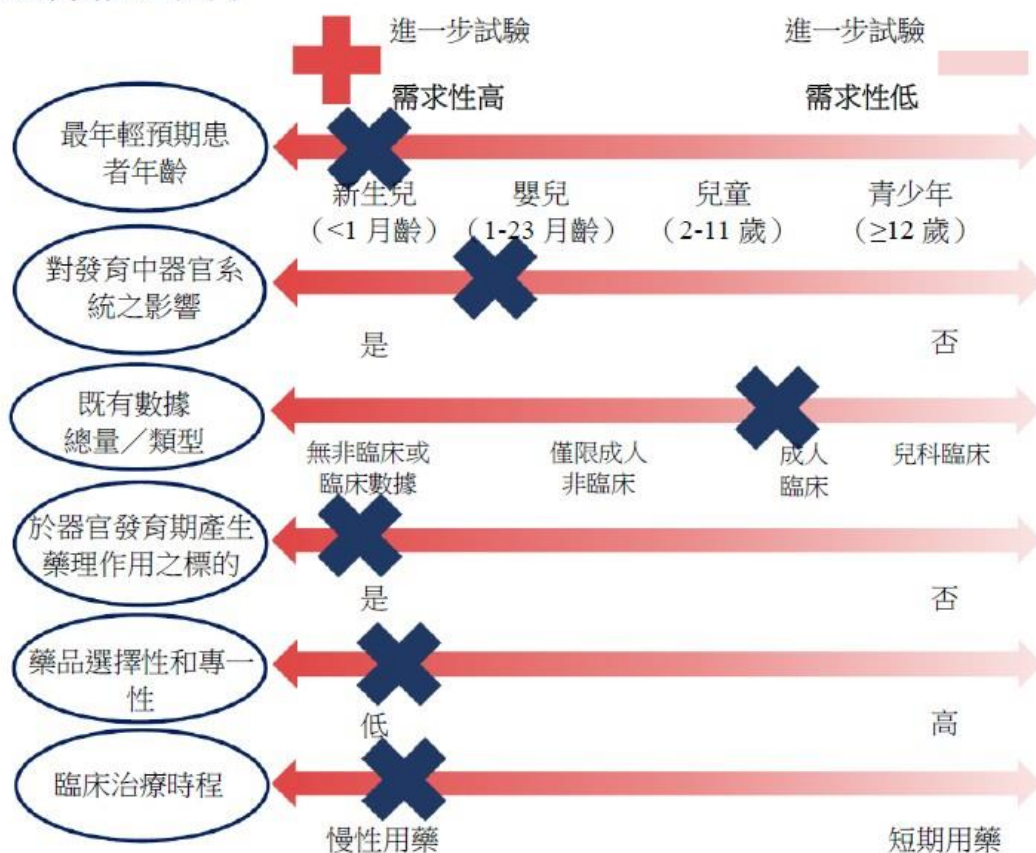 進一步試驗
進一步試驗
需求性高
需求性低
最年輕預期患
者年齡
新生兒
嬰兒
兒童
青少年
(<1 月齡)
(1-23 月齡)
(2-11 歲)
(≥12 歲)
對發育中器官系
統之影響
是
否
既有數據
總量／類型
無非臨床或
臨床數據
僅限成人
非臨床
成人
臨床
兒科臨床
於器官發育期產生
藥理作用之標的
是
否
藥品選擇性和專一
性
低
高
臨床治療時程
慢性用藥
短期用藥